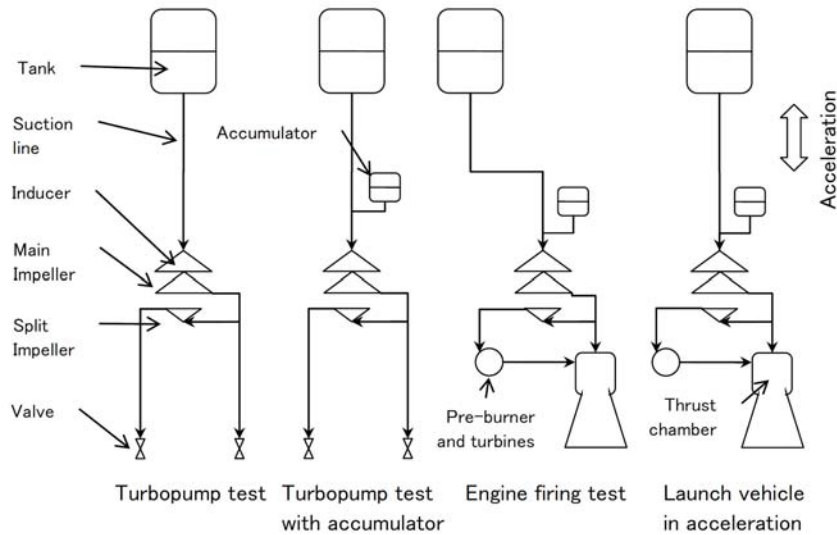 Tank
Suction
line
Accumulator
Acceleration
Inducer
Main
Impeller
Split
Impeller
Valve
Pre-burner
and turbines
Thrust
chamber
Turbopump test
Turbopump test
with accumulator
Engine firing test
Launch vehicle
in acceleration